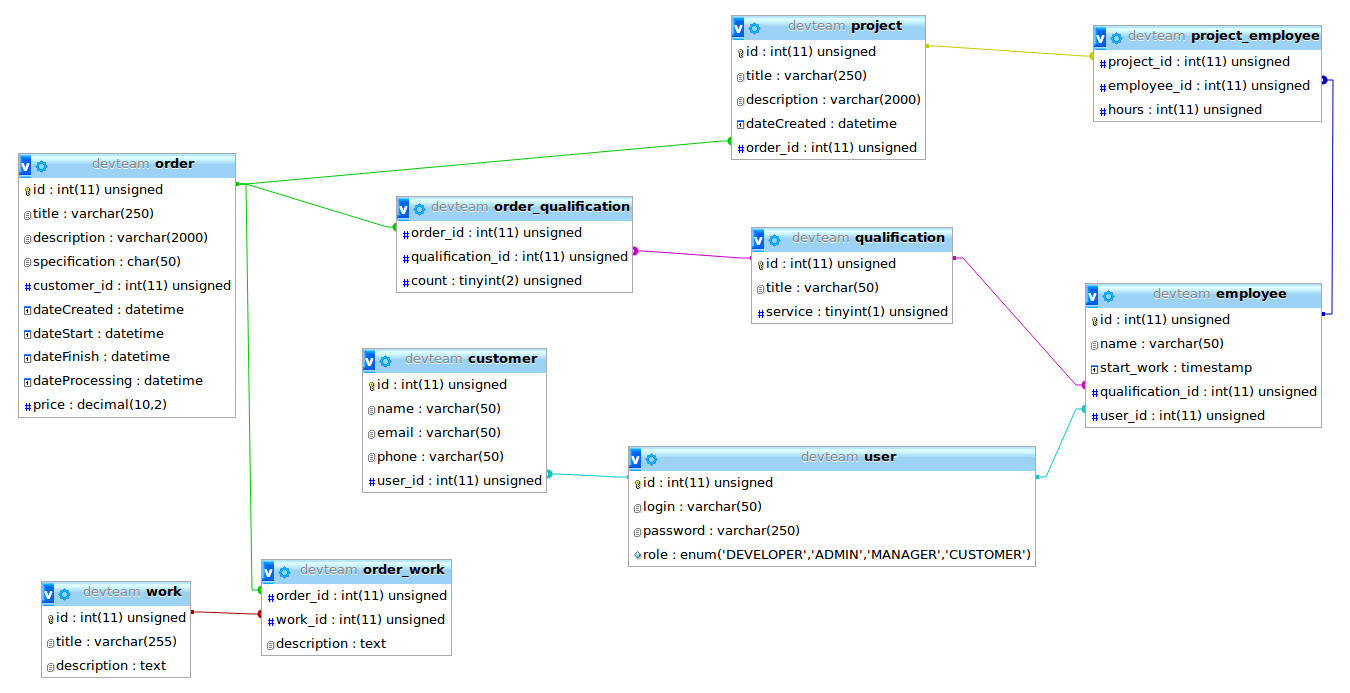 devteam project
id : int(11) unsigned
title : varchar(250)
description : varchar(2000)
dateCreated : datetime
order_id : int(11) unsigned
devteam project_employee
project_id : int(11) unsigned
employee_id : int(11) unsigned
hours : int(11) unsigned
devteam order
id : int(11) unsigned
title : varchar(250)
description : varchar(2000)
specification : char(50)
customer_id : int(11) unsigned
dateCreated : datetime
dateStart : datetime
dateFinish : datetime
dateProcessing : datetime
price : decimal(10,2)
devteam order_qualification
order_id : int(11) unsigned
qualification_id : int(11) unsigned
count : tinyint(2) unsigned
devteam qualification
id : int(11) unsigned
title : varchar(50)
service : tinyint(1) unsigned
devteam employee
id : int(11) unsigned
name : varchar(50)
start_work : timestamp
qualification_id : int(11) unsigned
user_id : int(11) unsigned
devteam customer
id : int(11) unsigned
name : varchar(50)
email : varchar(50)
phone : varchar(50)
user_id : int(11) unsigned
devteam user
id : int(11) unsigned
login : varchar(50)
password : varchar(250)
role : enum('DEVELOPER','ADMIN','MANAGER','CUSTOMER')
devteam work
id : int(11) unsigned
title : varchar(255)
description : text
devteam order_work
order_id : int(11) unsigned
work_id : int(11) unsigned
description : text